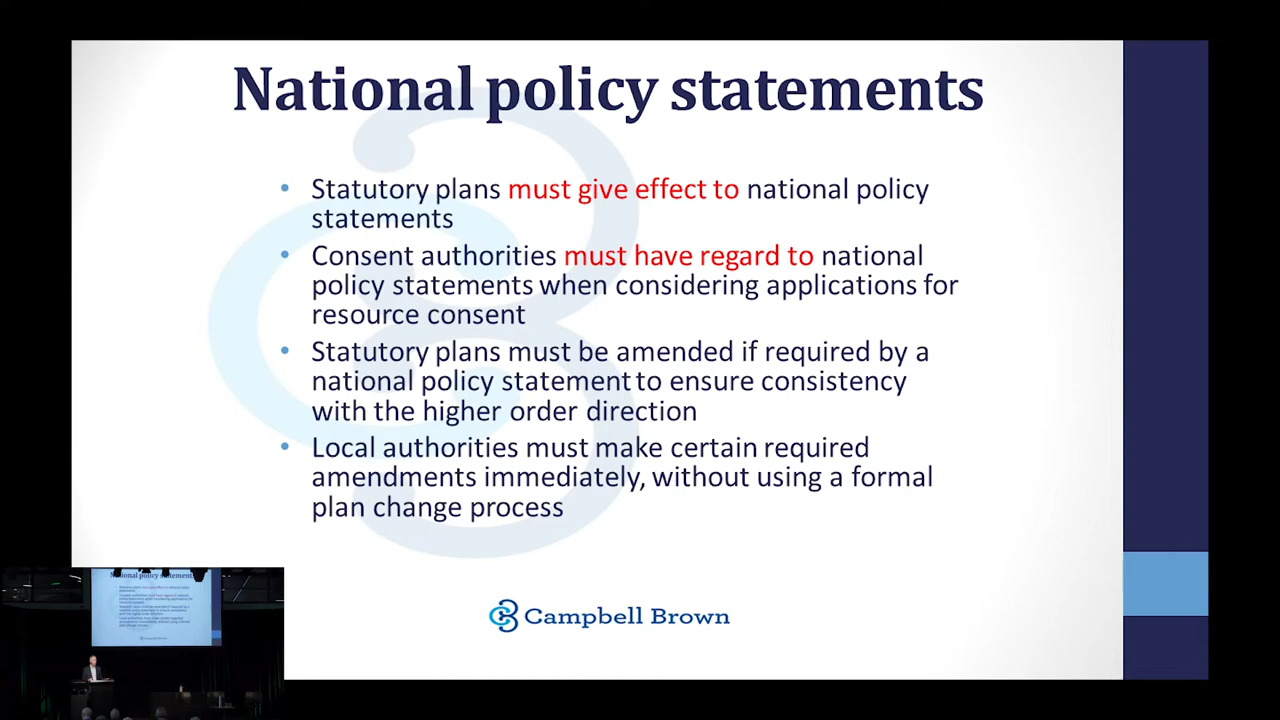 National policy statements
• Statutory plans must give effect to national policy
statements
• Consent authorities must have regard to national
policy statements when considering applications for
resource consent
• Statutory plans must be amended if required by a
national policy statement to ensure consistency
with the higher order direction
• Local authorities must make certain required
amendments immediately, without using a formal
plan change process
Campbell Brown
National policy statements